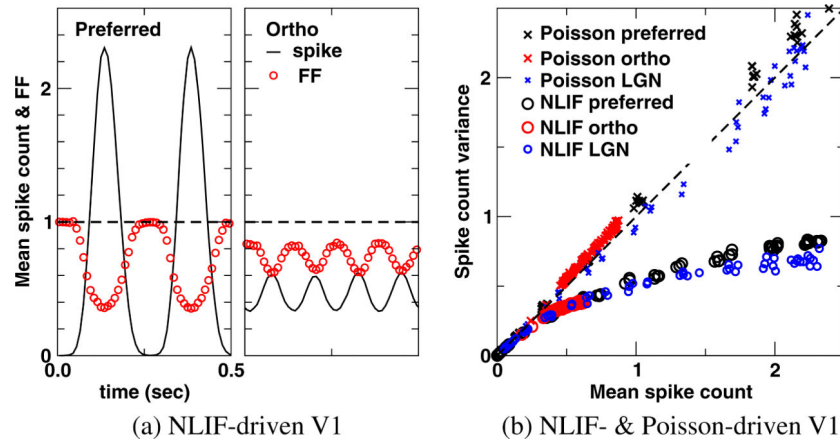 Preferred
Ortho
spike
FF
2
1
0
Mean spike count & FF
0
0.5
time (sec)
(a) NLIF-driven V1
Poisson preferred
Poisson ortho
Poisson LGN
NLIF preferred
NLIF ortho
NLIF LGN
2
1
0
Spike count variance
0
1
2
Mean spike count
(b) NLIF- & Poisson-driven V1